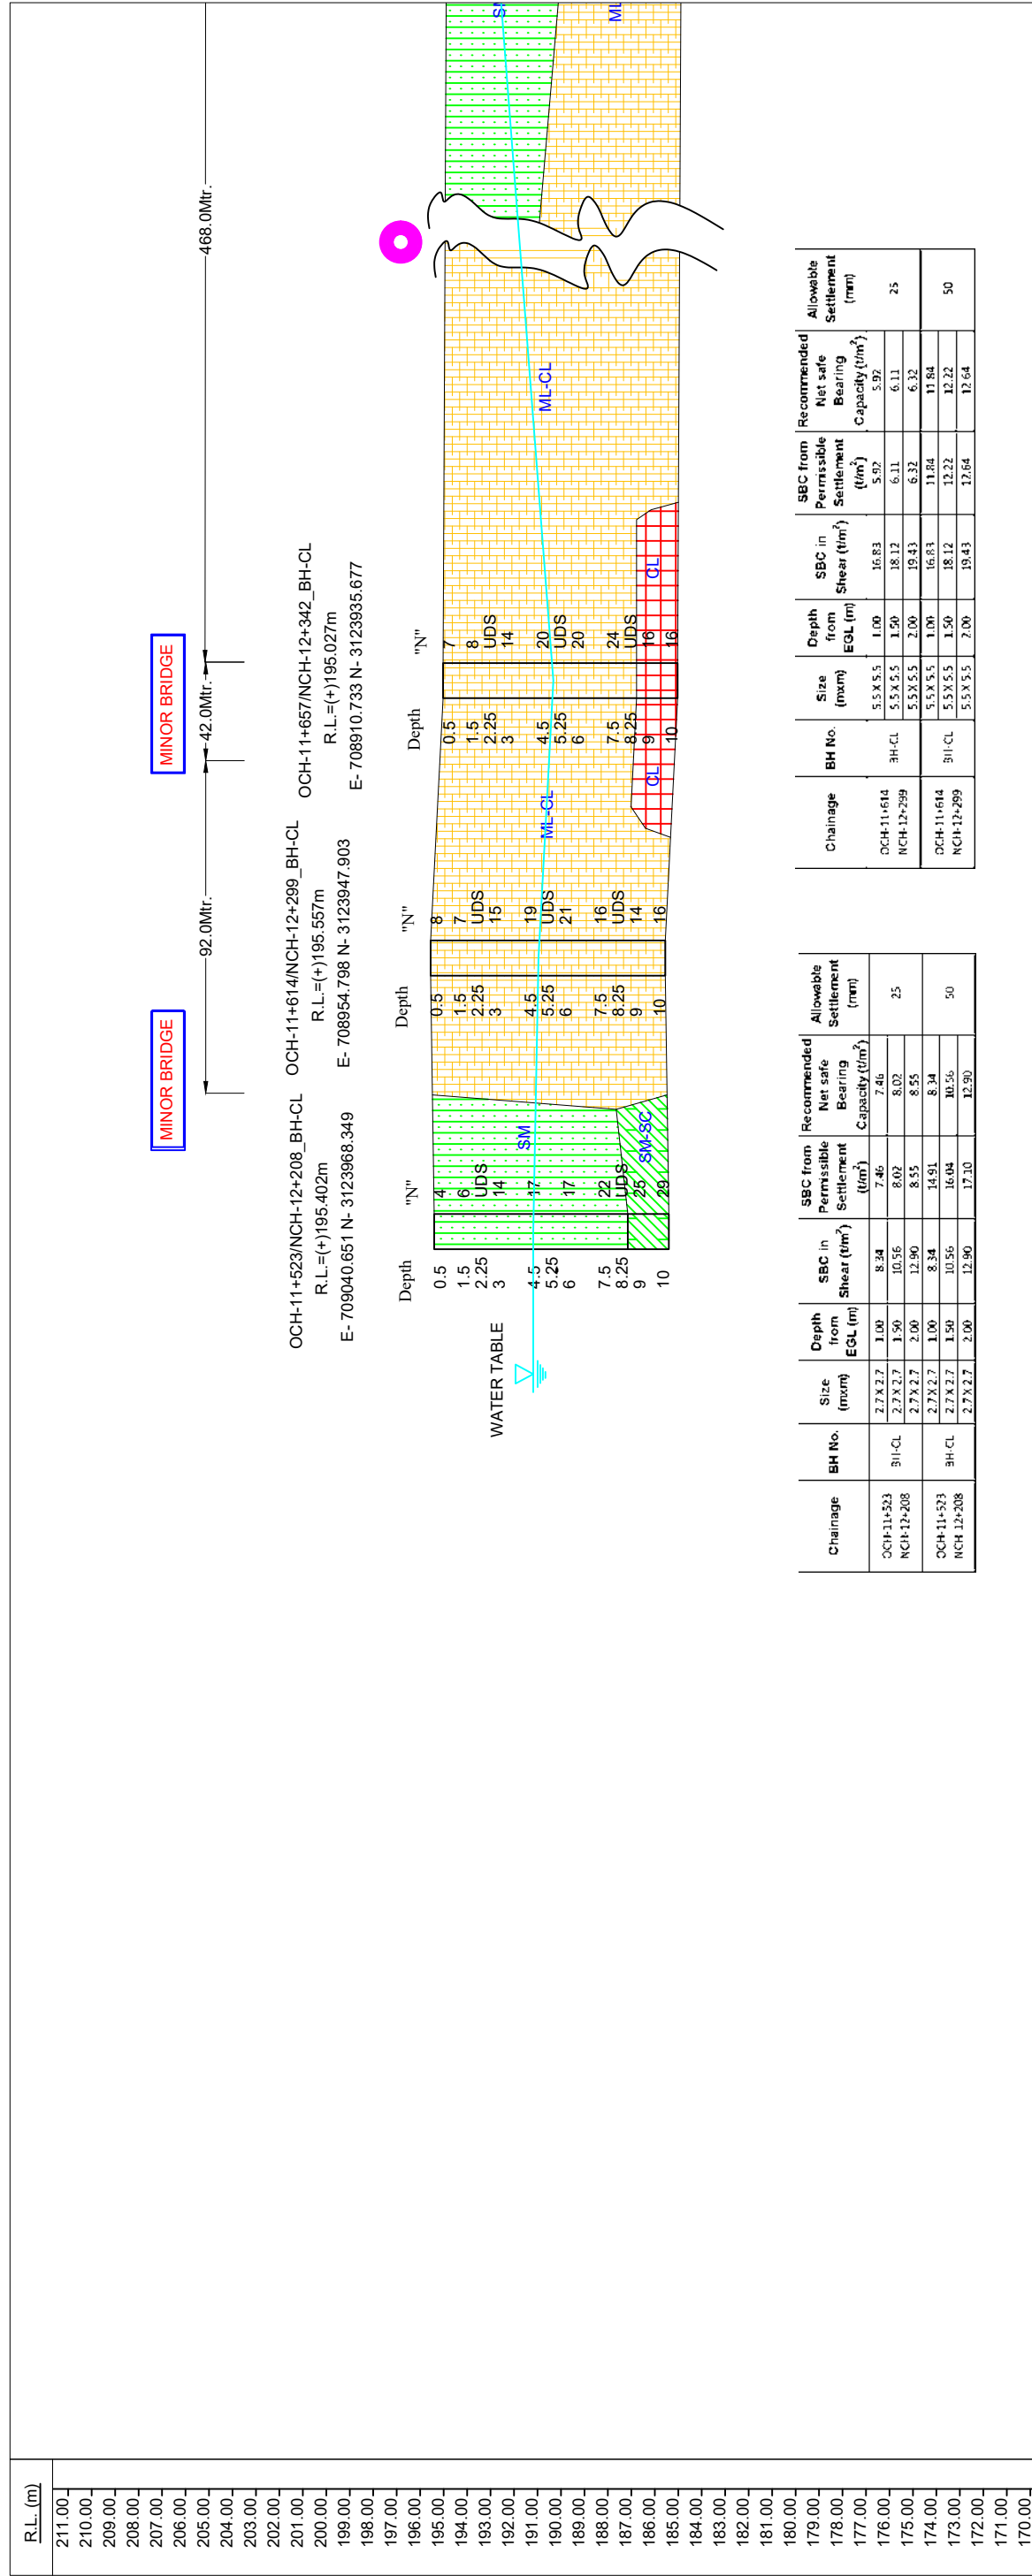 R.L. (m)
211.00
210.00
209.00
208.00
207.00
206.00
205.00
204.00
203.00
202.00
201.00
200.00
199.00
198.00
197.00
196.00
195.00
194.00
193.00
192.00
191.00
190.00
189.00
188.00
187.00
186.00
185.00
184.00
183.00
182.00
181.00
180.00
179.00
178.00
177.00
176.00
175.00
174.00
173.00
172.00
171.00
170.00
MINOR BRIDGE
MINOR BRIDGE
92.0Mtr.
42.0Mtr.
468.0Mtr.
OCH-11+523/NCH-12+208_BH-CL
R.L.=(+)195.402m
E- 709040.651 N- 3123968.349
OCH-11+614/NCH-12+299_BH-CL
R.L.=(+)195.557m
E- 708954.798 N- 3123947.903
OCH-11+657/NCH-12+342_BH-CL
R.L.=(+)195.027m
E- 708910.733 N- 3123935.677
WATER TABLE
Depth "N"
0.5 4
1.5 6
2.25 UDS
3 14
4.5 17
5.25
6 17
7.5 22
8.25 UDS
9 25
10 29
SM
SM-SC
Depth "N"
0.5 8
1.5 7
2.25 UDS
3 15
4.5 19
5.25 UDS
6 21
7.5 16
8.25 UDS
9 14
10 16
ML-CL
CL
Depth "N"
0.5 7
1.5 8
2.25 UDS
3 14
4.5 20
5.25 UDS
6 20
7.5 24
8.25 UDS
9 16
10 16
CL
ML-CL
ML
Chainage BH No. Size (mxm) Depth from EGL (m) SBC in Shear (t/m²) SBC from Permissible Settlement (t/m²) Recommended Net safe Bearing Capacity (t/m²) Allowable Settlement (mm)
OCH-11+523 NCH-12+208 BH-CL 2.7 X 2.7 1.00 8.34 7.46 7.46 25
2.7 X 2.7 1.50 10.56 8.02 8.02
2.7 X 2.7 2.00 12.90 8.55 8.55
OCH-11+523 NCH 12+208 BH-CL 2.7 X 2.7 1.00 8.34 14.91 8.34 50
2.7 X 2.7 1.50 10.56 16.04 10.56
2.7 X 2.7 2.00 12.90 17.10 12.90
Chainage BH No. Size (mxm) Depth from EGL (m) SBC in Shear (t/m²) SBC from Permissible Settlement (t/m²) Recommended Net safe Bearing Capacity (t/m²) Allowable Settlement (mm)
OCH-11+614 NCH-12+299 BH-CL 5.5 X 5.5 1.00 16.83 5.92 5.92 25
5.5 X 5.5 1.50 18.12 6.11 6.11
5.5 X 5.5 2.00 19.43 6.32 6.32
OCH-11+614 NCH-12+299 BH-CL 5.5 X 5.5 1.00 16.83 11.84 11.84 50
5.5 X 5.5 1.50 18.12 12.22 12.22
5.5 X 5.5 2.00 19.43 12.64 12.64